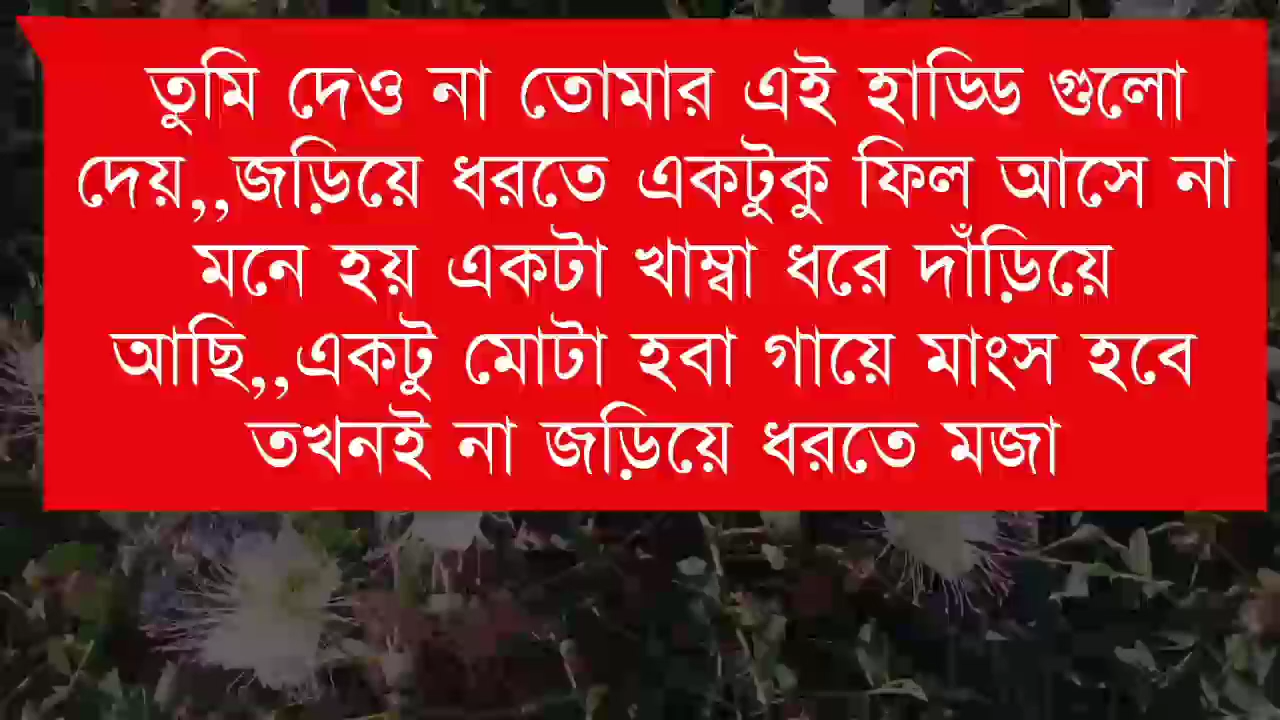 তুমি দেও না তোমার এই হাড্ডি গুলো
দেয়,,জড়িয়ে ধরতে একটুকু ফিল আসে না
মনে হয় একটা খাম্বা ধরে দাঁড়িয়ে
আছি,,একটু মোটা হবা গায়ে মাংস হবে
তখনই না জড়িয়ে ধরতে মজা